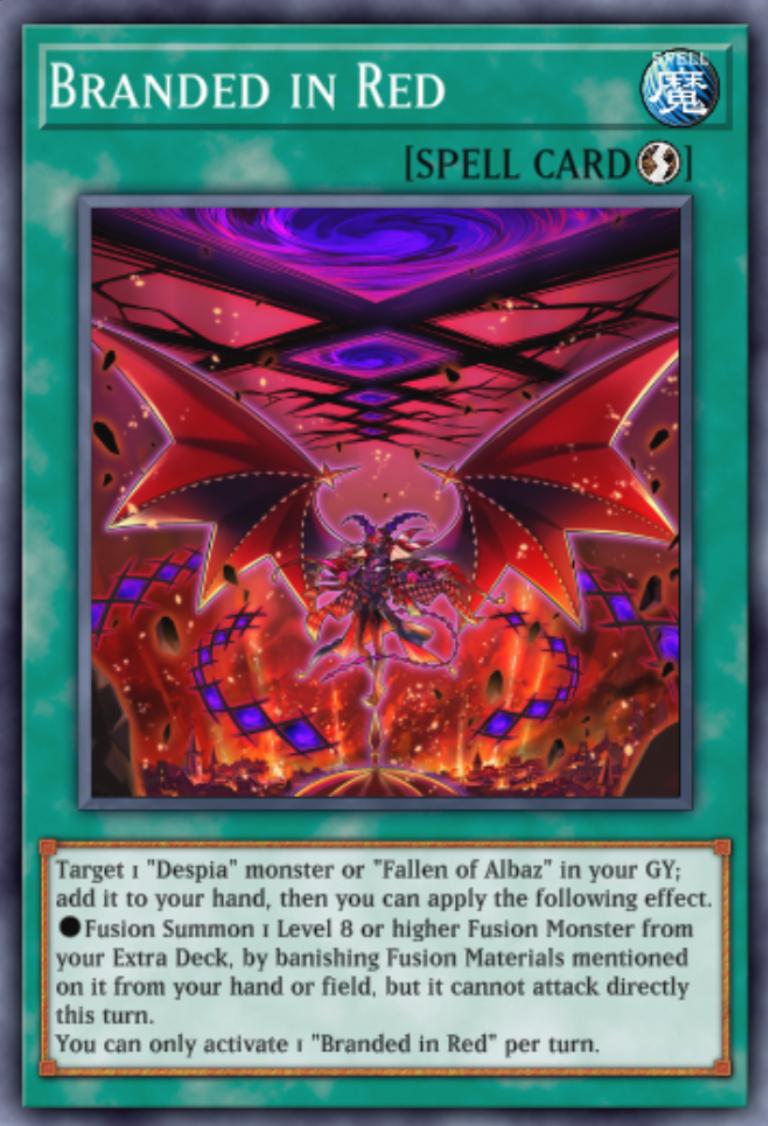 BRANDED IN RED
SPELL
魔
[SPELL CARD]
Target 1 "Despia" monster or "Fallen of Albaz" in your GY;
add it to your hand, then you can apply the following effect.
●Fusion Summon 1 Level 8 or higher Fusion Monster from
your Extra Deck, by banishing Fusion Materials mentioned
on it from your hand or field, but it cannot attack directly
this turn.
You can only activate 1 "Branded in Red" per turn.